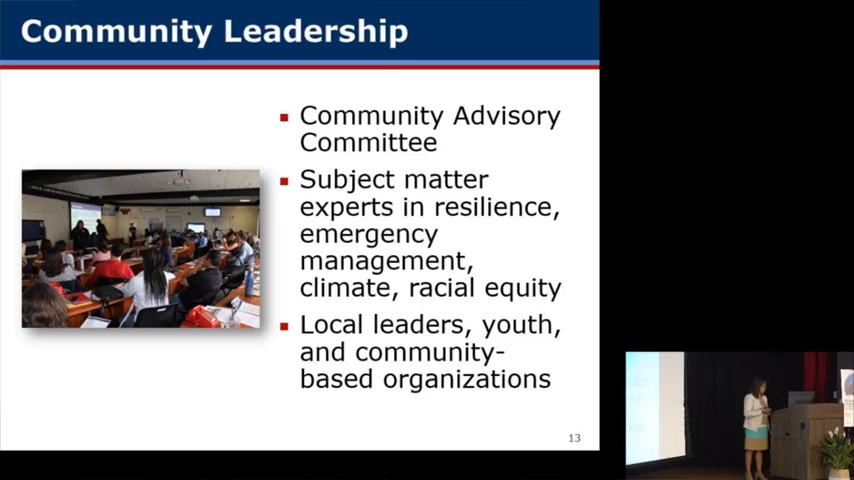 Community Leadership
Community Advisory
Committee
Subject matter
experts in resilience,
emergency
management,
climate, racial equity
Local leaders, youth,
and community-
based organizations
13